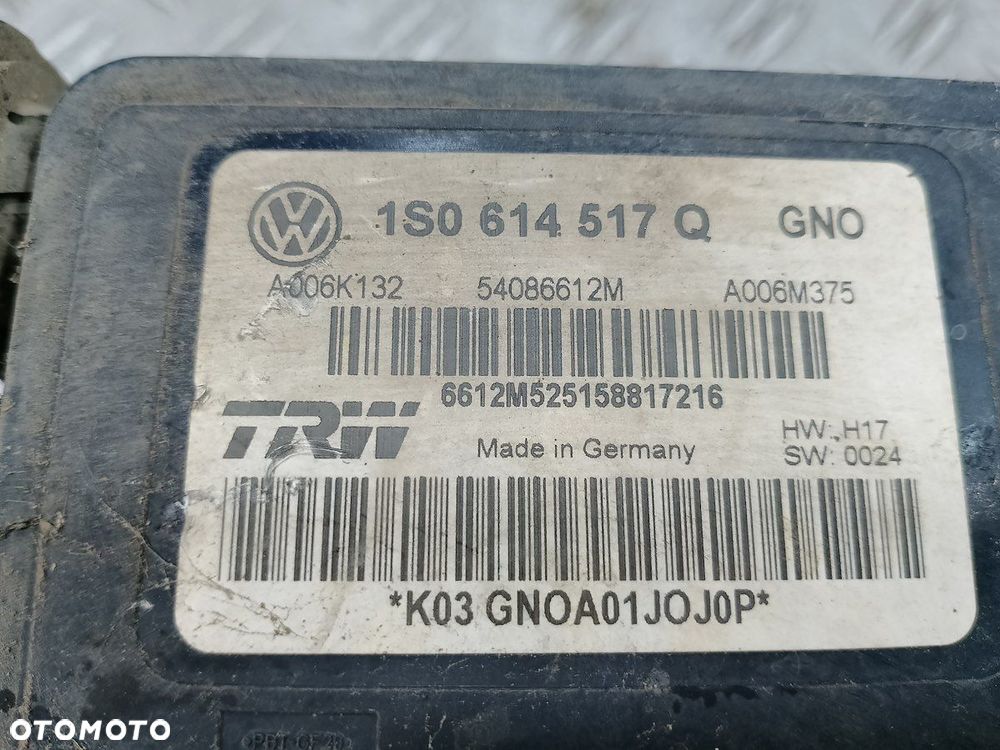 1S0 614 517 Q GNO
A006K132 54086612M A006M375
6612M525158817216
TRW Made in Germany HW: H17
SW: 0024
*K03 GNOA01JOJ0P*
OTOMOTO